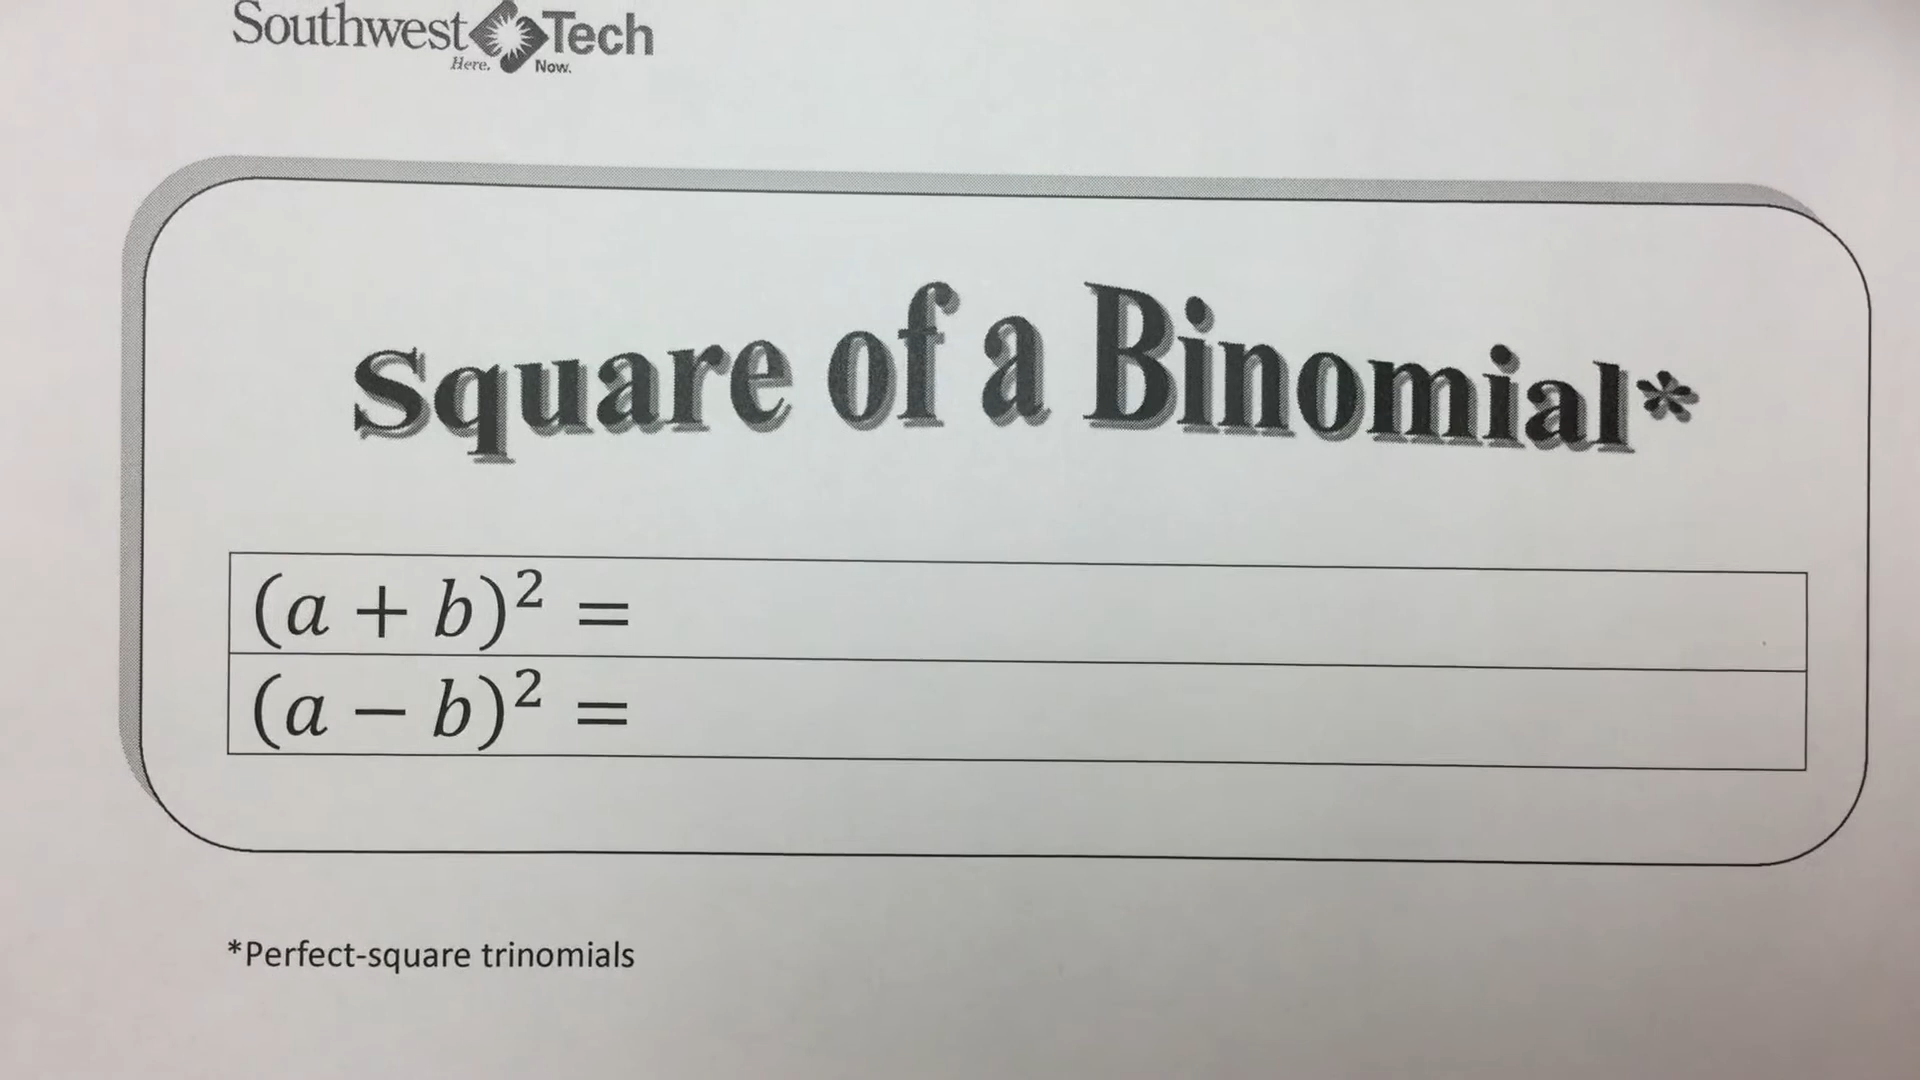 Southwest Tech
Here. Now.
Square of a Binomial*
(a + b)² =
(a − b)² =
*Perfect-square trinomials